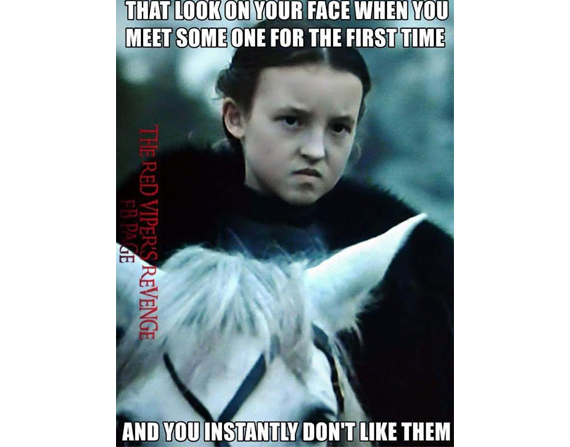 THAT LOOK ON YOUR FACE WHEN YOU
MEET SOME ONE FOR THE FIRST TIME
THE RED VIPER'S REVENGE
FB PAGE
AND YOU INSTANTLY DON'T LIKE THEM